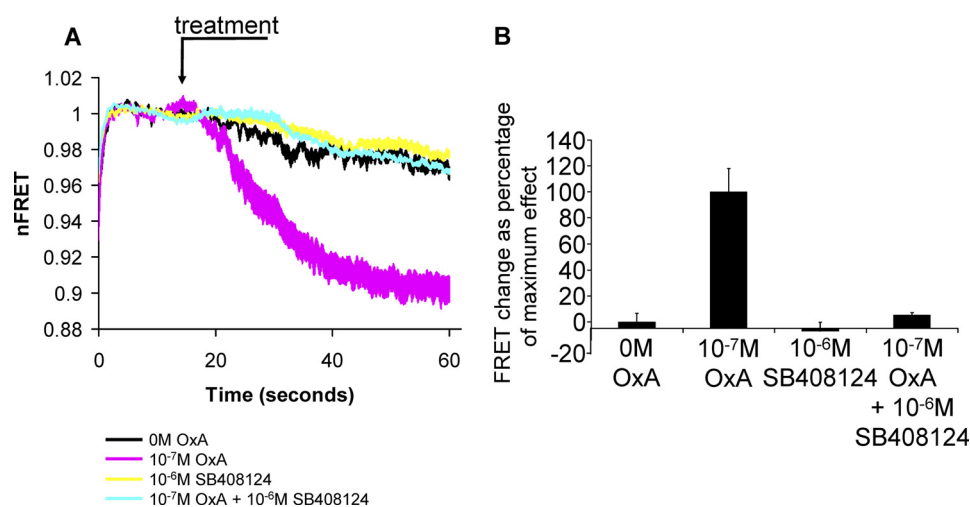 A
treatment
nFRET
1.02
1
0.98
0.96
0.94
0.92
0.9
0.88
0
20
40
60
Time (seconds)
0M OxA
10⁻⁷M OxA
10⁻⁶M SB408124
10⁻⁷M OxA + 10⁻⁶M SB408124
B
FRET change as percentage
of maximum effect
140
120
100
80
60
40
20
0
-20
0M
OxA
10⁻⁷M
OxA
10⁻⁶M
SB408124
10⁻⁷M
OxA
+ 10⁻⁶M
SB408124